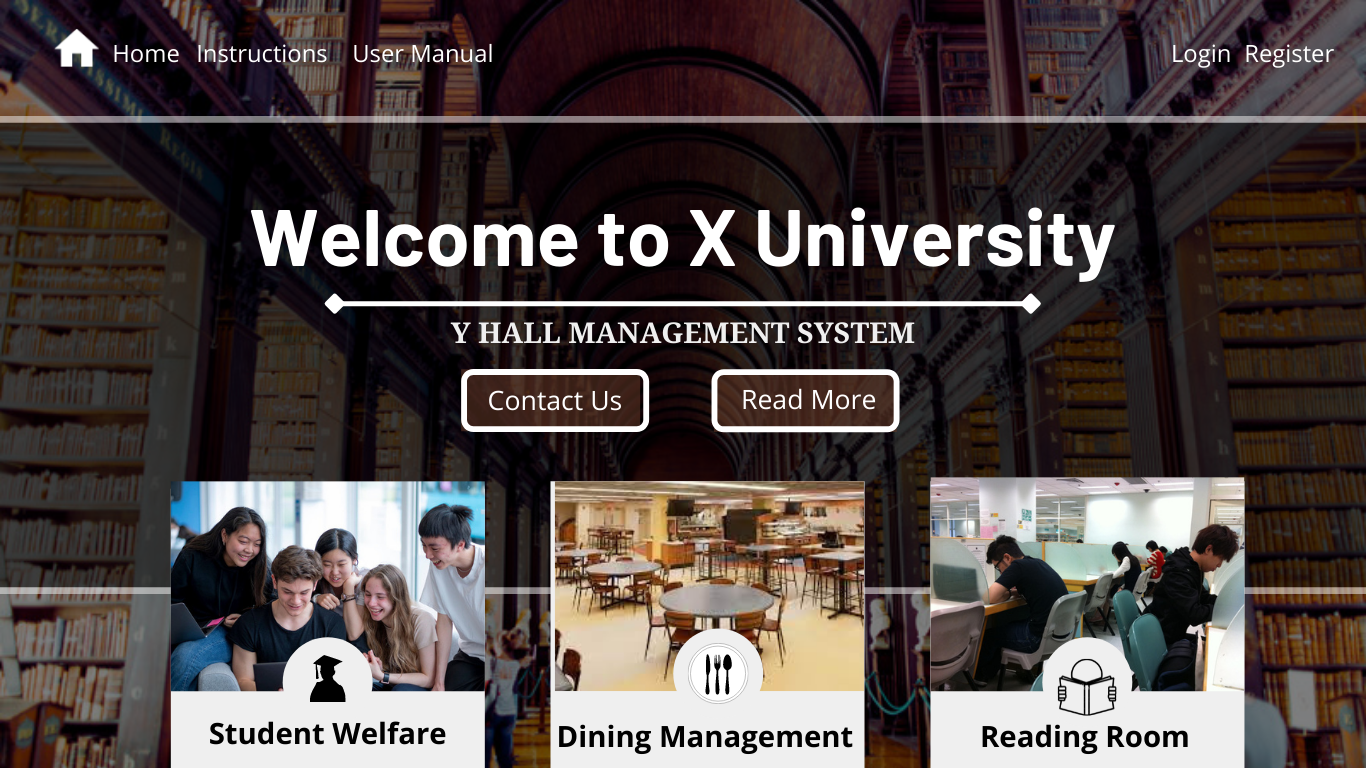 Home Instructions User Manual Login Register
Welcome to X University
Y HALL MANAGEMENT SYSTEM
Contact Us Read More
Student Welfare Dining Management Reading Room